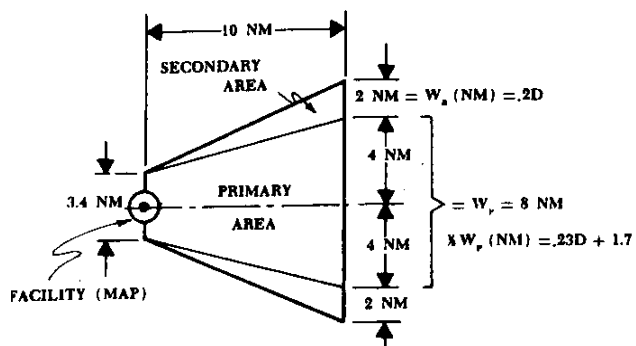 10 NM
SECONDARY
AREA
2 NM = Wₛ (NM) = .2D
4 NM
3.4 NM
PRIMARY
AREA
= Wₚ = 8 NM
½ Wₚ (NM) = .23D + 1.7
4 NM
2 NM
FACILITY (MAP)